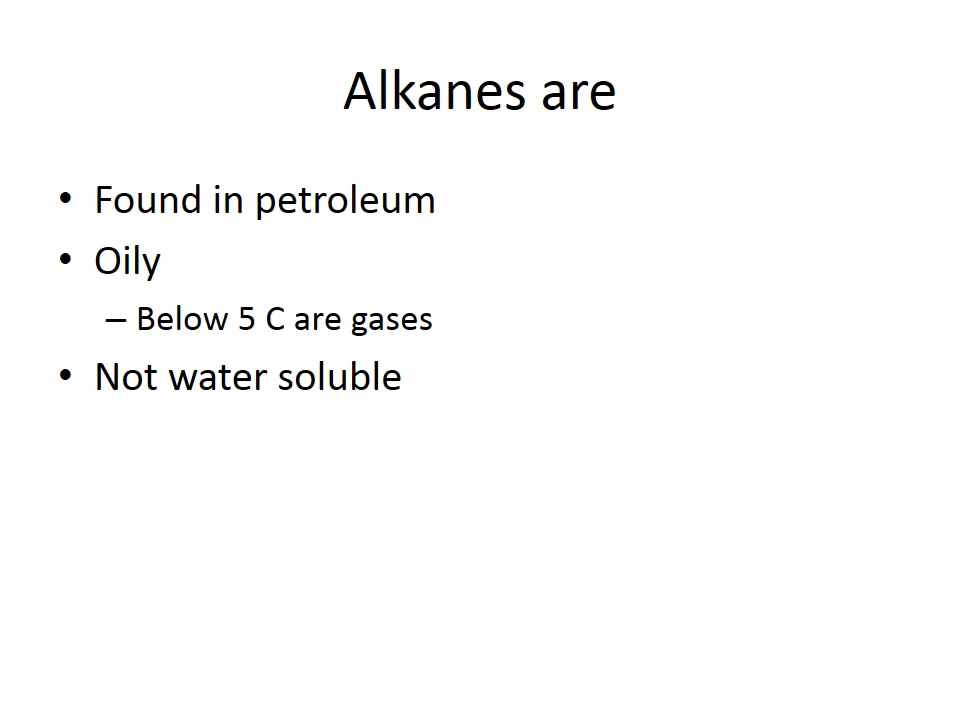 Alkanes are
• Found in petroleum
• Oily
– Below 5 C are gases
• Not water soluble